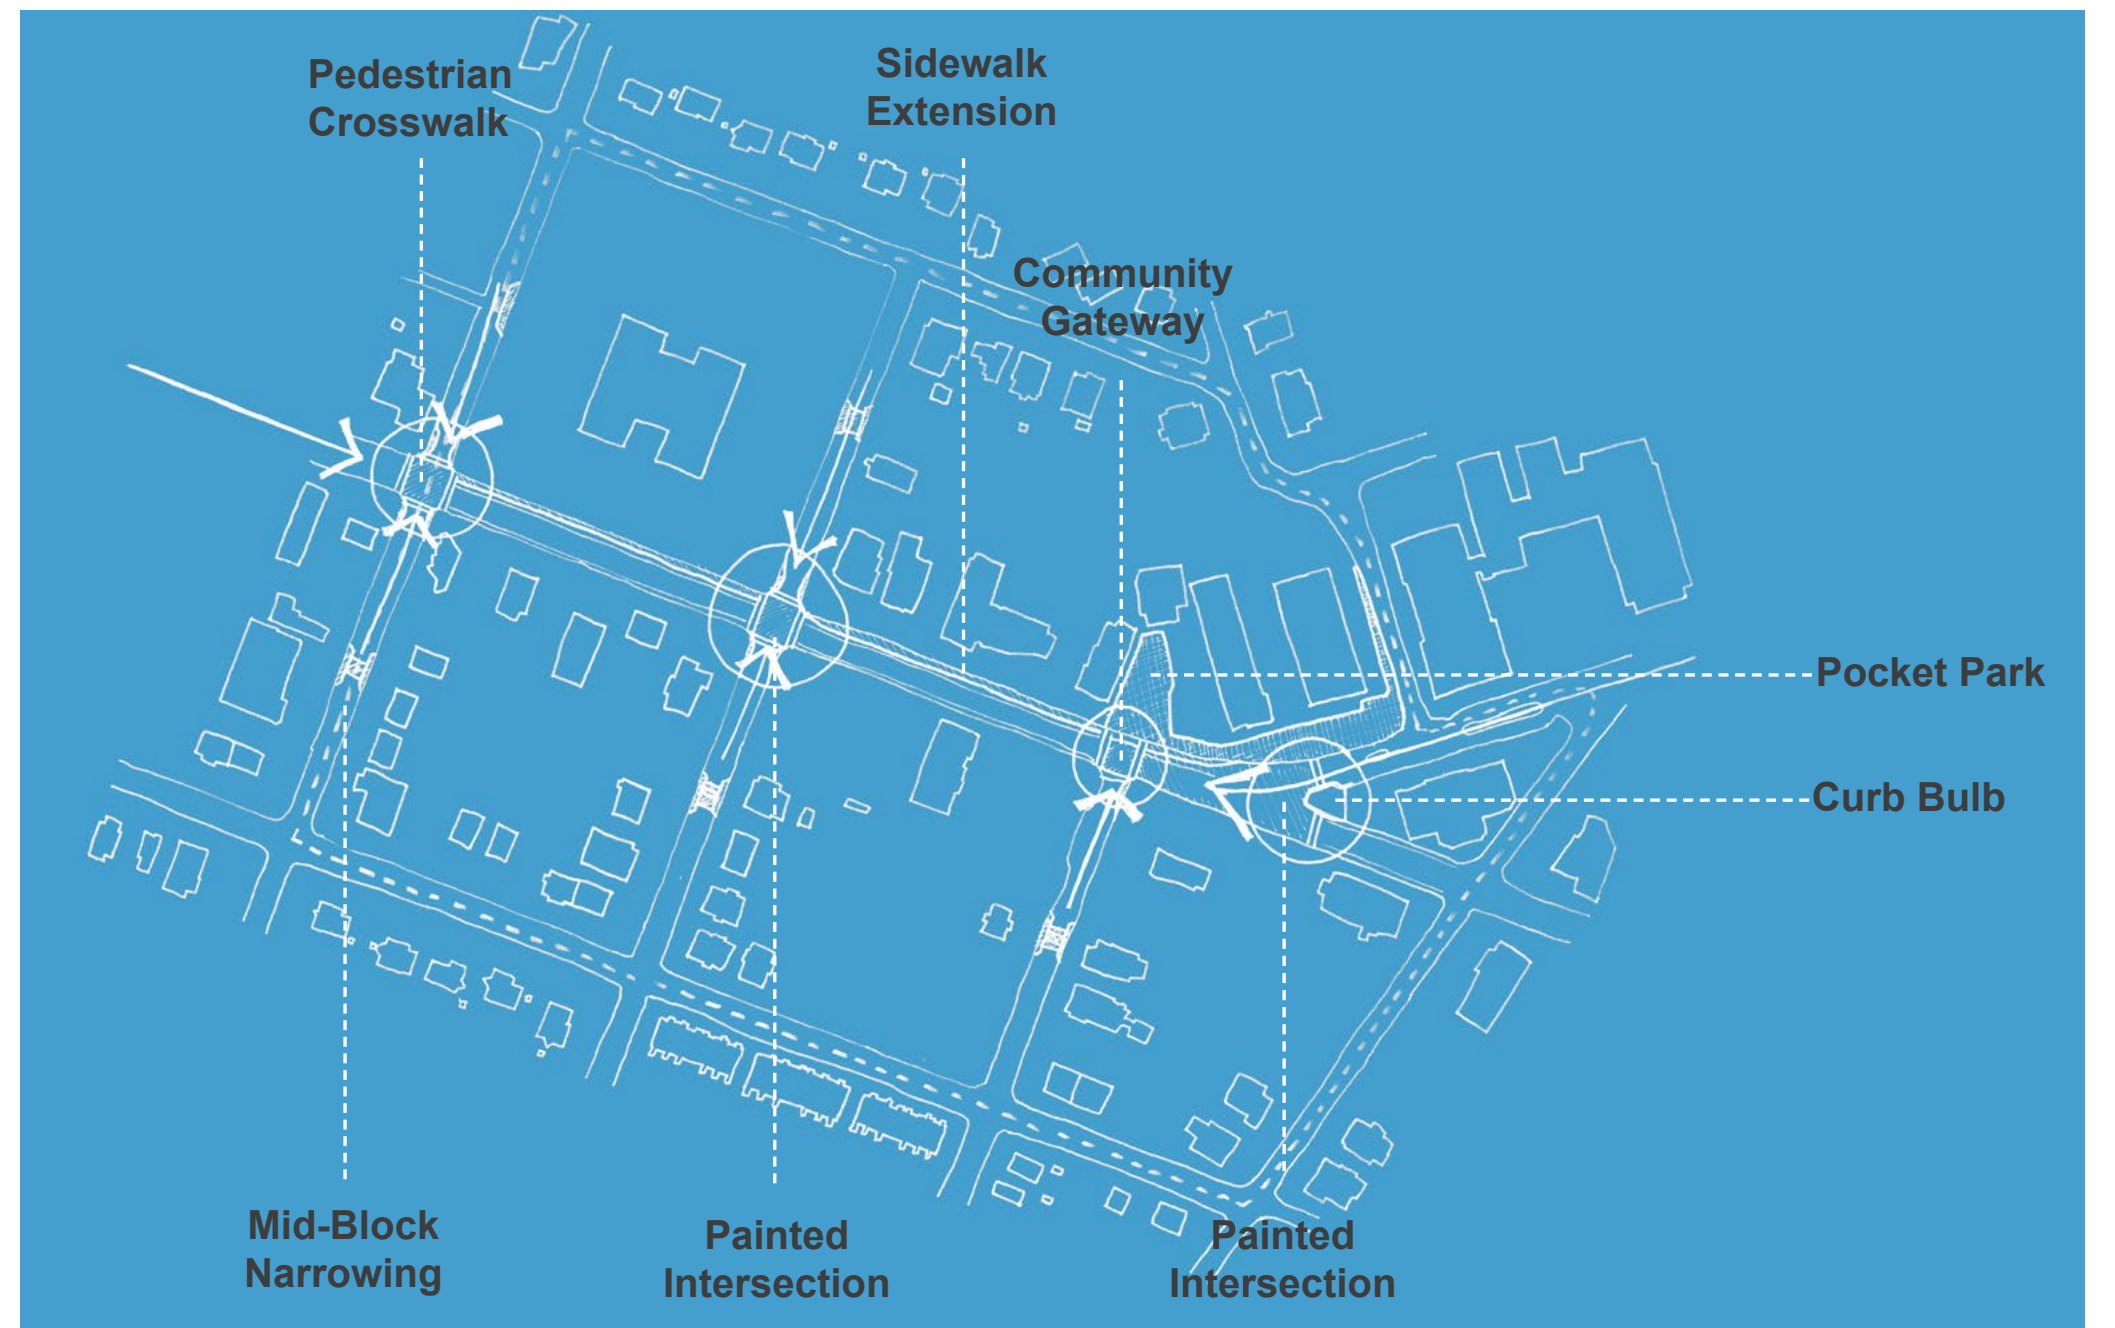 Pedestrian
Crosswalk
Sidewalk
Extension
Community
Gateway
Pocket Park
Curb Bulb
Mid-Block
Narrowing
Painted
Intersection
Painted
Intersection